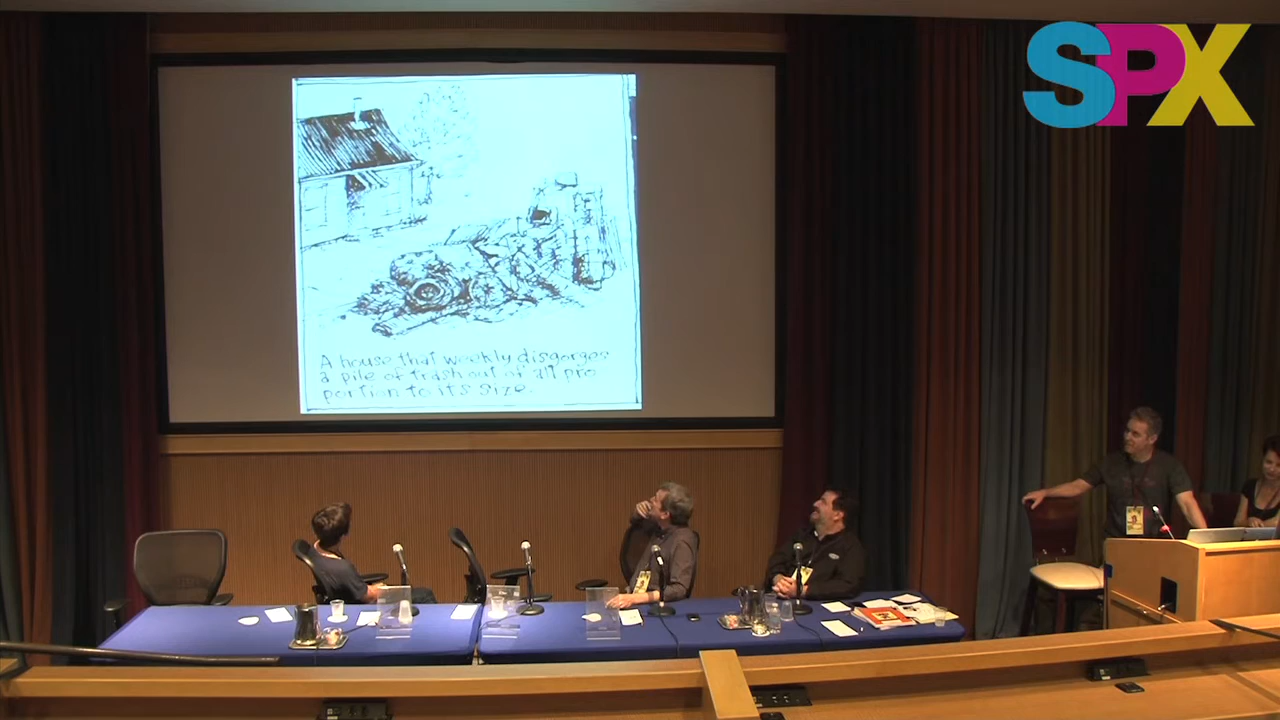 SPX
A house that weekly disgorges
a pile of trash out of all pro
portion to its size.